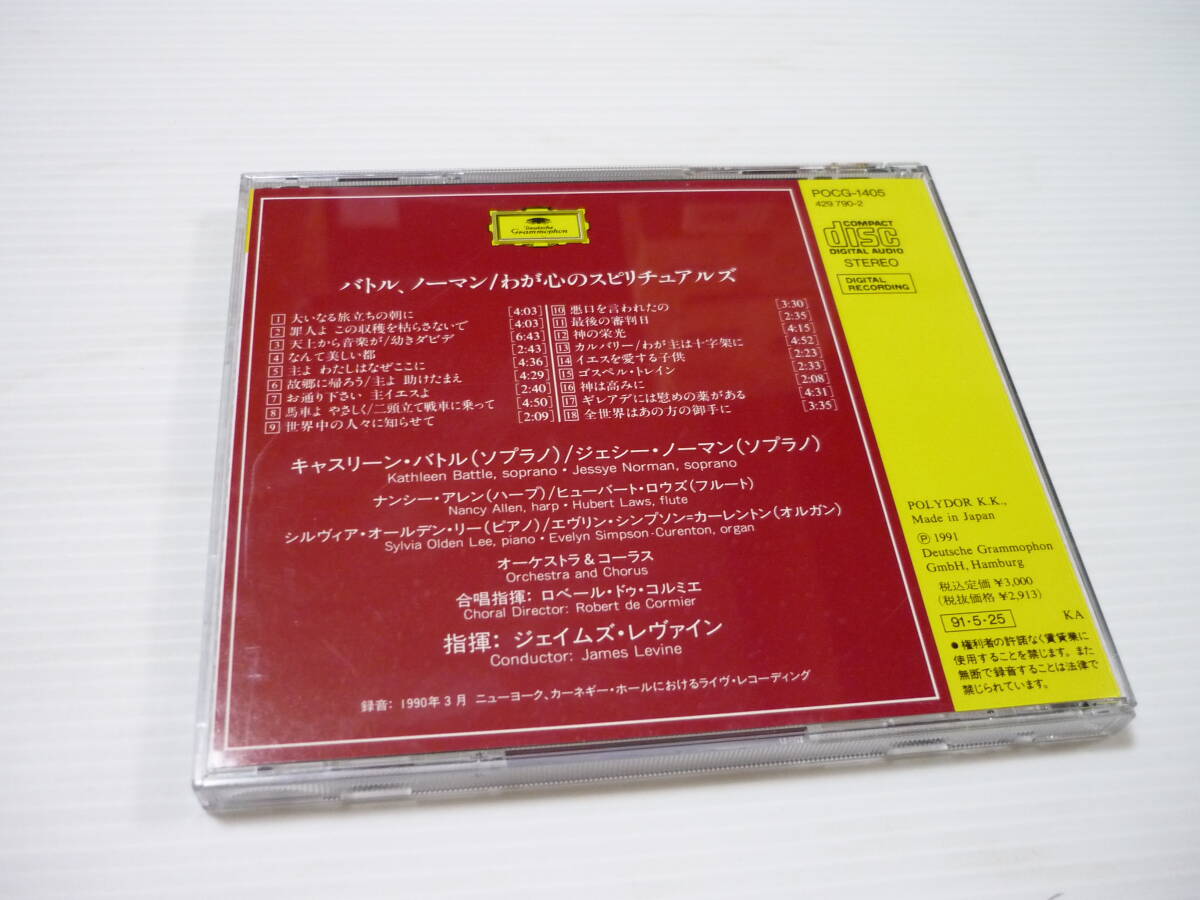 Deutsche
Grammophon
バトル、ノーマン/わが心のスピリチュアルズ
1 大いなる旅立ちの朝に [4:03]
2 罪人よ この収穫を枯らさないで [4:03]
3 天上から音楽が/幼きダビデ [6:43]
4 なんて美しい都 [2:43]
5 主よ わたしはなぜここに [4:36]
6 故郷に帰ろう/主よ 助けたまえ [4:29]
7 お通り下さい 主イエスよ [2:40]
8 馬車よ やさしく/二頭立て戦車に乗って [4:50]
9 世界中の人々に知らせて [2:09]
10 悪口を言われたの [3:30]
11 最後の審判日 [2:35]
12 神の栄光 [4:15]
13 カルバリー/わが主は十字架に [4:52]
14 イエスを愛する子供 [2:23]
15 ゴスペル・トレイン [2:33]
16 神は高みに [2:08]
17 ギレアデには慰めの薬がある [4:31]
18 全世界はあの方の御手に [3:35]
キャスリーン・バトル(ソプラノ)/ジェシー・ノーマン(ソプラノ)
Kathleen Battle, soprano・Jessye Norman, soprano
ナンシー・アレン(ハープ)/ヒューバート・ロウズ(フルート)
Nancy Allen, harp・Hubert Laws, flute
シルヴィア・オールデン・リー(ピアノ)/エヴリン・シンプソン=カーレントン(オルガン)
Sylvia Olden Lee, piano・Evelyn Simpson-Curenton, organ
オーケストラ&コーラス
Orchestra and Chorus
合唱指揮: ロベール・ドゥ・コルミエ
Choral Director: Robert de Cormier
指揮: ジェイムズ・レヴァイン
Conductor: James Levine
録音: 1990年3月 ニューヨーク、カーネギー・ホールにおけるライヴ・レコーディング
POCG-1405
429 790-2
COMPACT
disc
DIGITAL AUDIO
STEREO
DIGITAL
RECORDING
POLYDOR K.K.,
Made in Japan
Ⓟ 1991
Deutsche Grammophon
GmbH, Hamburg
税込定価 ¥3,000
(税抜価格 ¥2,913)
91・5・25 KA
●権利者の許諾なく賃貸業に
使用することを禁じます。また
無断で録音することは法律で
禁じられています。